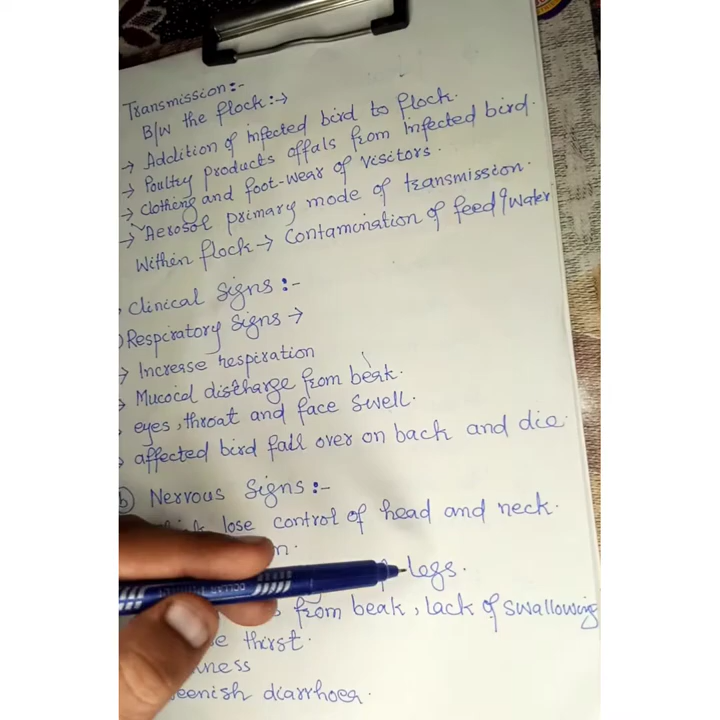 Transmission:-
B/W the flock:→
→ Addition of infected bird to flock.
→ Poultry products offals from infected bird.
→ Clothing and foot-wear of visitors.
→ Aerosol primary mode of transmission.
Within flock → Contamination of feed & water
Clinical Signs:-
Respiratory Signs →
→ Increase respiration
→ Mucoid discharge from beak.
eyes, throat and face swell.
→ affected bird fall over on back and die.
(b) Nervous Signs:-
lose control of head and neck.
legs.
from beak, lack of swallowing
thirst.
diarrhoea.